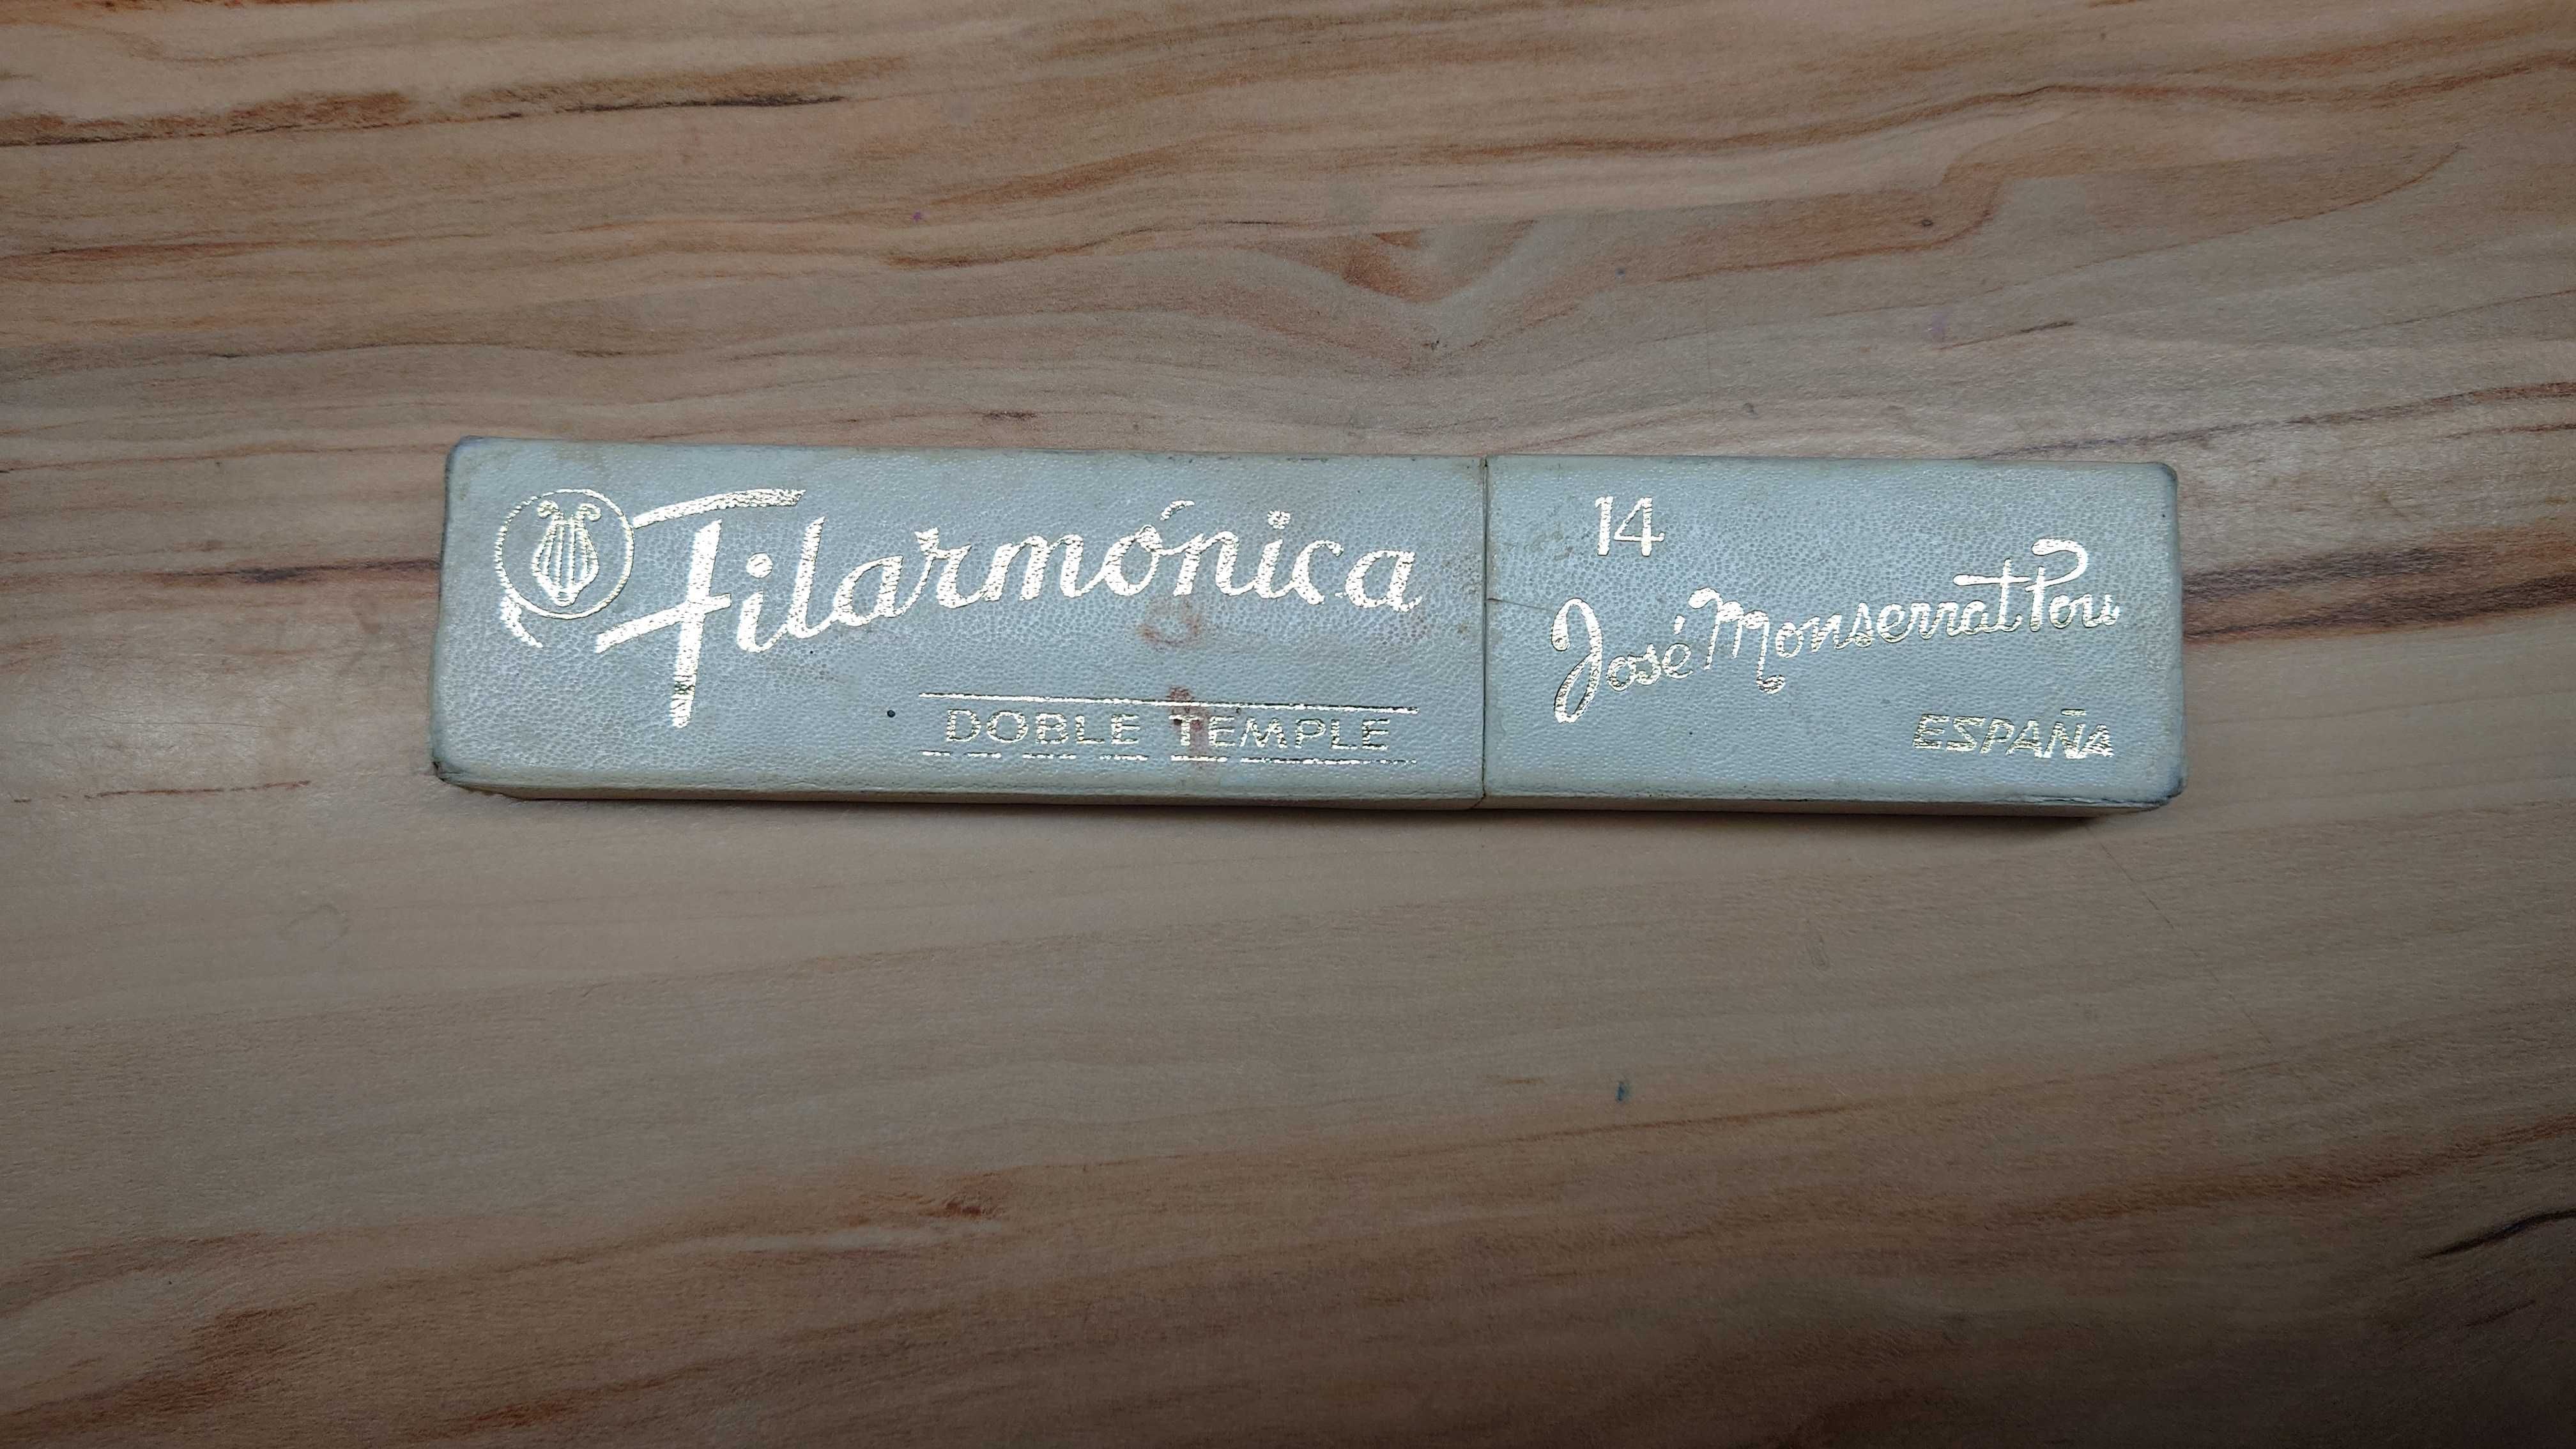 Filarmónica
DOBLE TEMPLE
14
José Monserrat Pou
ESPAÑA